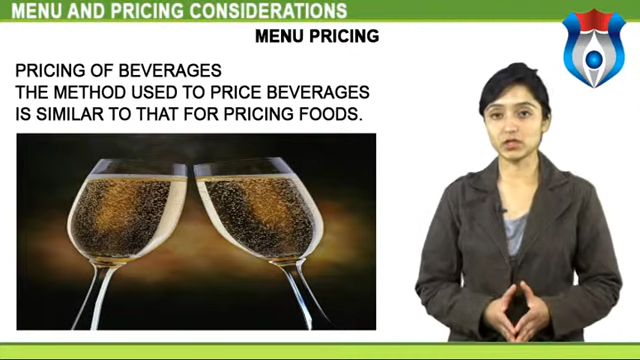 MENU AND PRICING CONSIDERATIONS
MENU PRICING
PRICING OF BEVERAGES
THE METHOD USED TO PRICE BEVERAGES
IS SIMILAR TO THAT FOR PRICING FOODS.